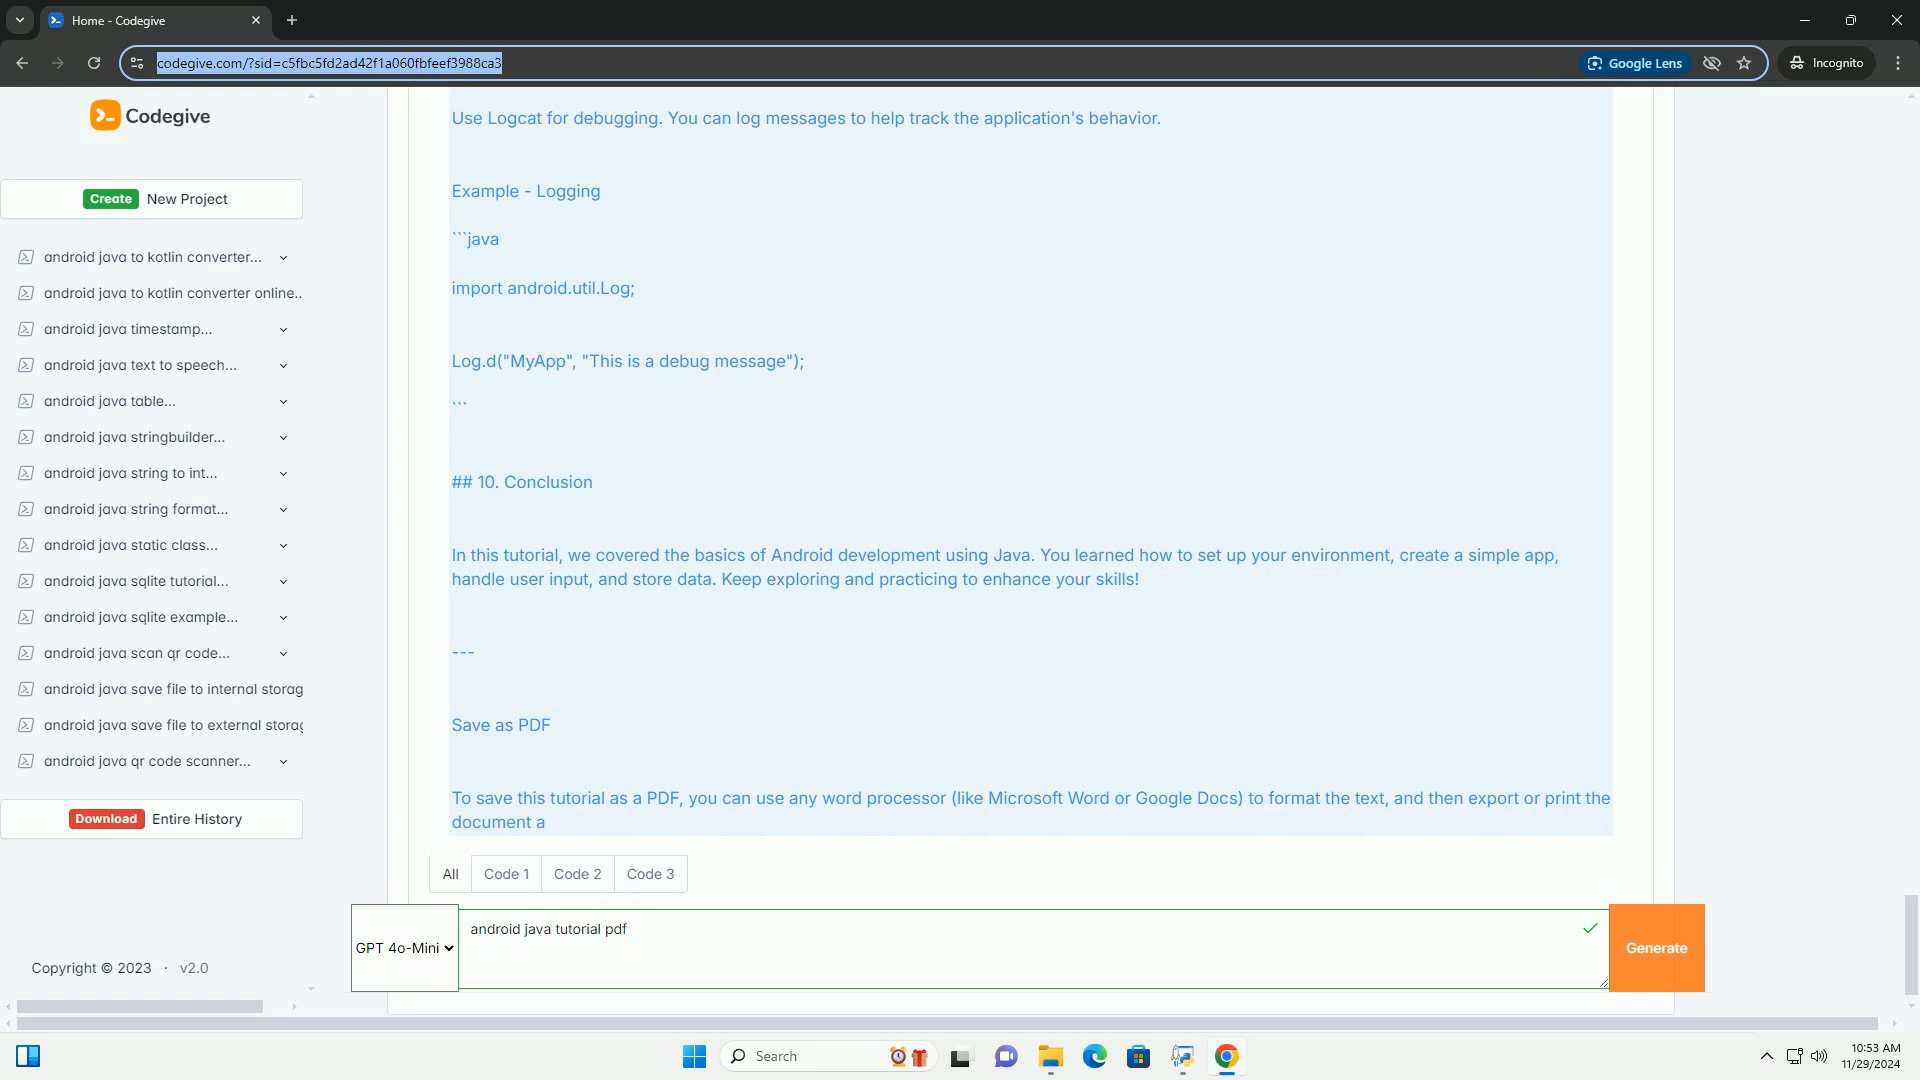 Home - Codegive
codegive.com/?sid=c5fbc5fd2ad42f1a060fbfeef3988ca3
Google Lens
Incognito
Codegive
Create New Project
android java to kotlin converter...
android java to kotlin converter online..
android java timestamp...
android java text to speech...
android java table...
android java stringbuilder...
android java string to int...
android java string format...
android java static class...
android java sqlite tutorial...
android java sqlite example...
android java scan qr code...
android java save file to internal storag
android java save file to external storag
android java qr code scanner...
Download Entire History
Copyright © 2023 · v2.0
Use Logcat for debugging. You can log messages to help track the application's behavior.
Example - Logging
```java
import android.util.Log;
Log.d("MyApp", "This is a debug message");
```
## 10. Conclusion
In this tutorial, we covered the basics of Android development using Java. You learned how to set up your environment, create a simple app,
handle user input, and store data. Keep exploring and practicing to enhance your skills!
---
Save as PDF
To save this tutorial as a PDF, you can use any word processor (like Microsoft Word or Google Docs) to format the text, and then export or print the
document a
All Code 1 Code 2 Code 3
GPT 4o-Mini
android java tutorial pdf
Generate
Search
10:53 AM
11/29/2024